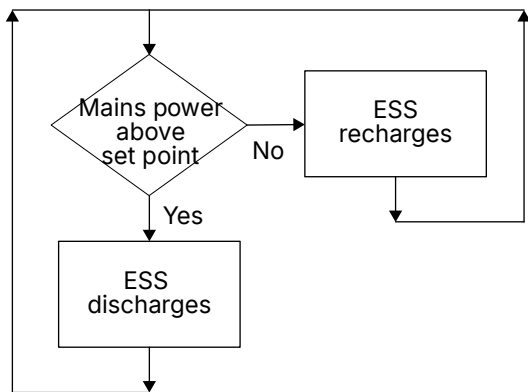 Mains power
above
set point
No
ESS
recharges
Yes
ESS
discharges